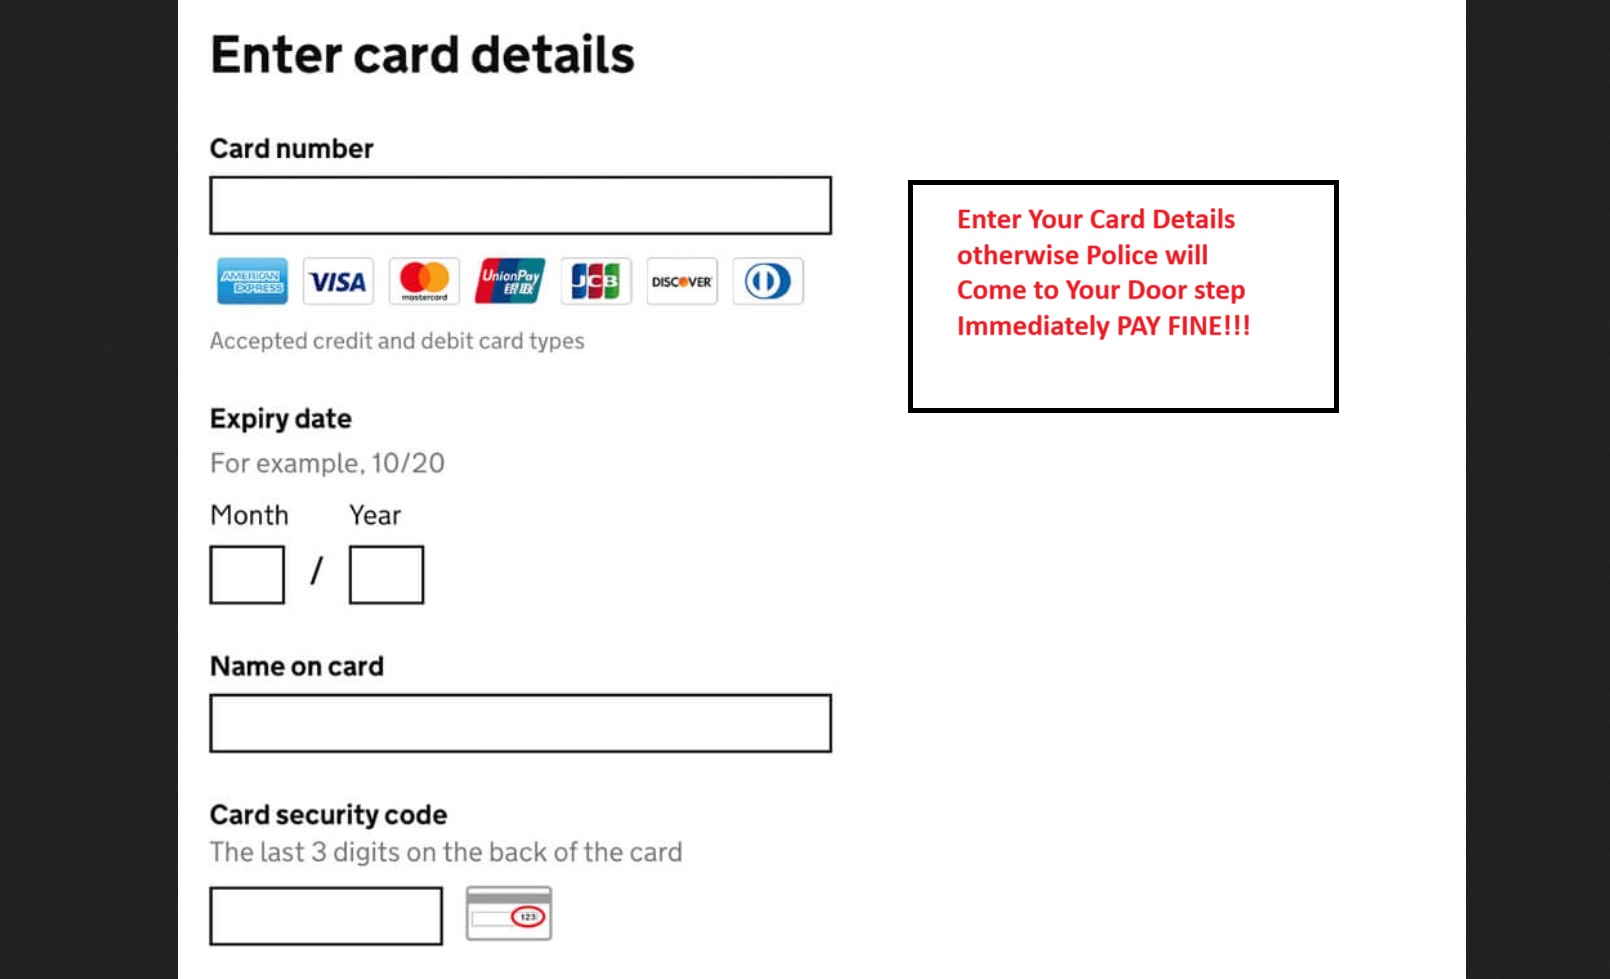 Enter card details
Card number
AMERICAN
EXPRESS
VISA
mastercard
UnionPay
银联
JCB
DISCOVER
Accepted credit and debit card types
Enter Your Card Details
otherwise Police will
Come to Your Door step
Immediately PAY FINE!!!
Expiry date
For example, 10/20
Month Year
/
Name on card
Card security code
The last 3 digits on the back of the card
123